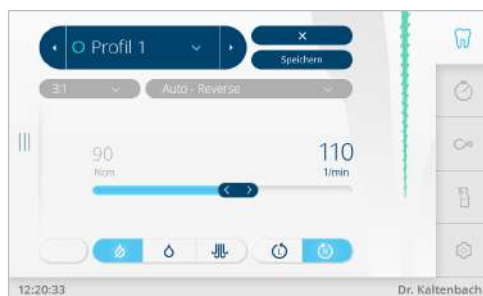 Profil 1
Speichern
3:1
Auto - Reverse
90
Ncm
110
1/min
L
R
12:20:33
Dr. Kaltenbach